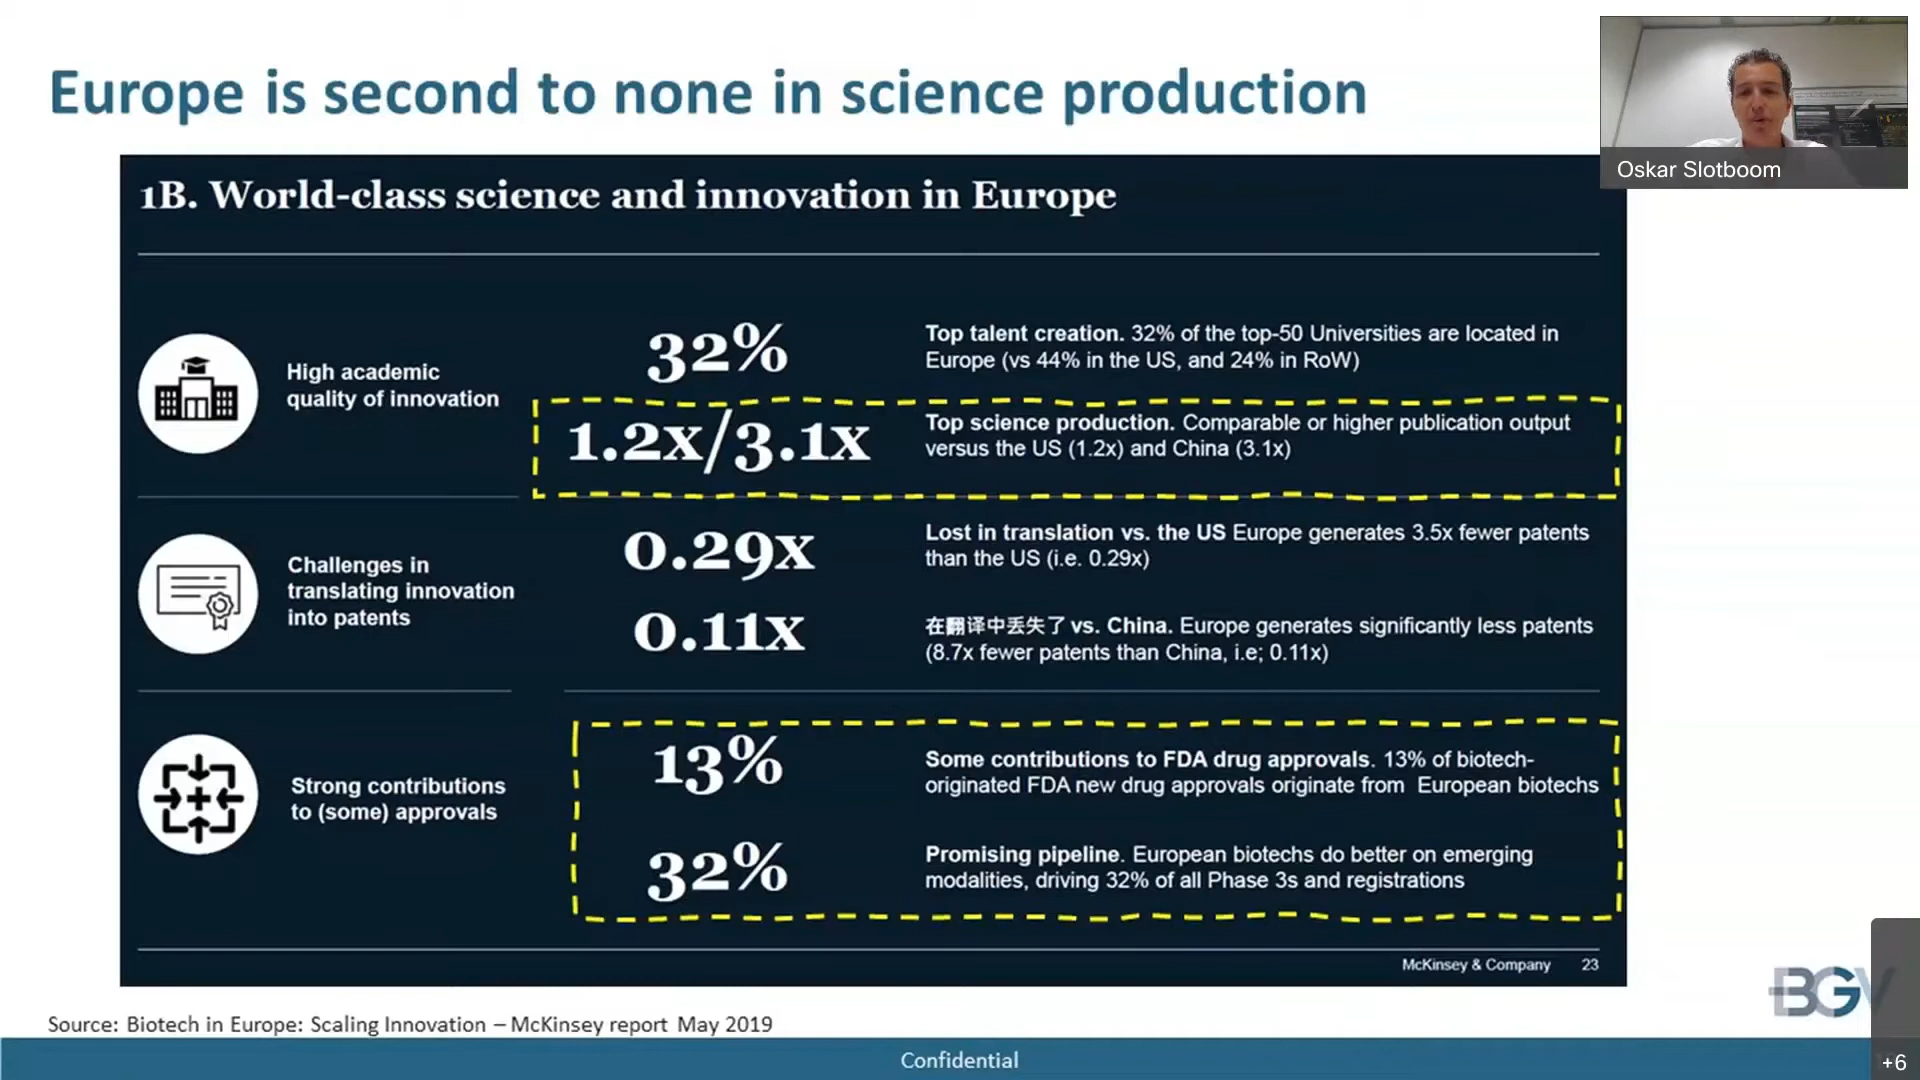 Europe is second to none in science production
Oskar Slotboom
1B. World-class science and innovation in Europe
High academic
quality of innovation
32%
Top talent creation. 32% of the top-50 Universities are located in
Europe (vs 44% in the US, and 24% in RoW)
1.2x/3.1x
Top science production. Comparable or higher publication output
versus the US (1.2x) and China (3.1x)
Challenges in
translating innovation
into patents
0.29x
Lost in translation vs. the US Europe generates 3.5x fewer patents
than the US (i.e. 0.29x)
0.11x
在翻译中丢失了 vs. China. Europe generates significantly less patents
(8.7x fewer patents than China, i.e; 0.11x)
Strong contributions
to (some) approvals
13%
Some contributions to FDA drug approvals. 13% of biotech-
originated FDA new drug approvals originate from European biotechs
32%
Promising pipeline. European biotechs do better on emerging
modalities, driving 32% of all Phase 3s and registrations
McKinsey & Company 23
BGV
Source: Biotech in Europe: Scaling Innovation – McKinsey report May 2019
Confidential
+6